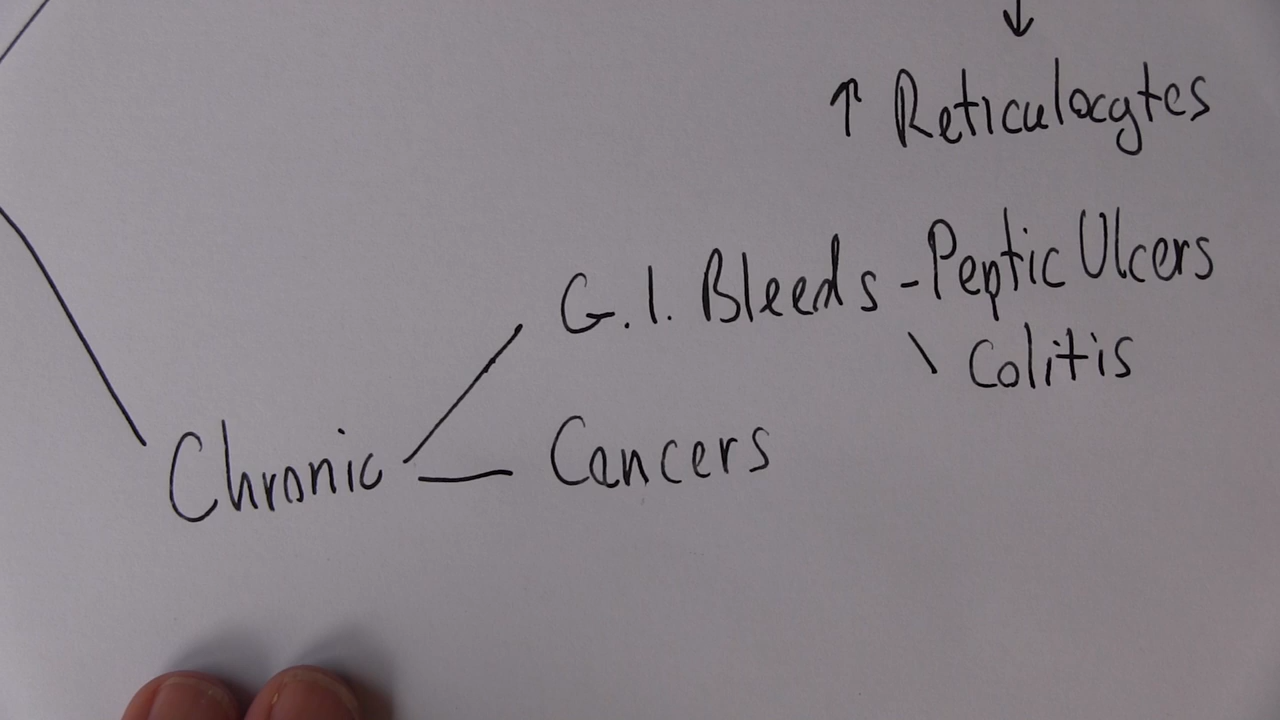 ↑ Reticulocytes
G.I. Bleeds - Peptic Ulcers
\ Colitis
Chronic
Cancers